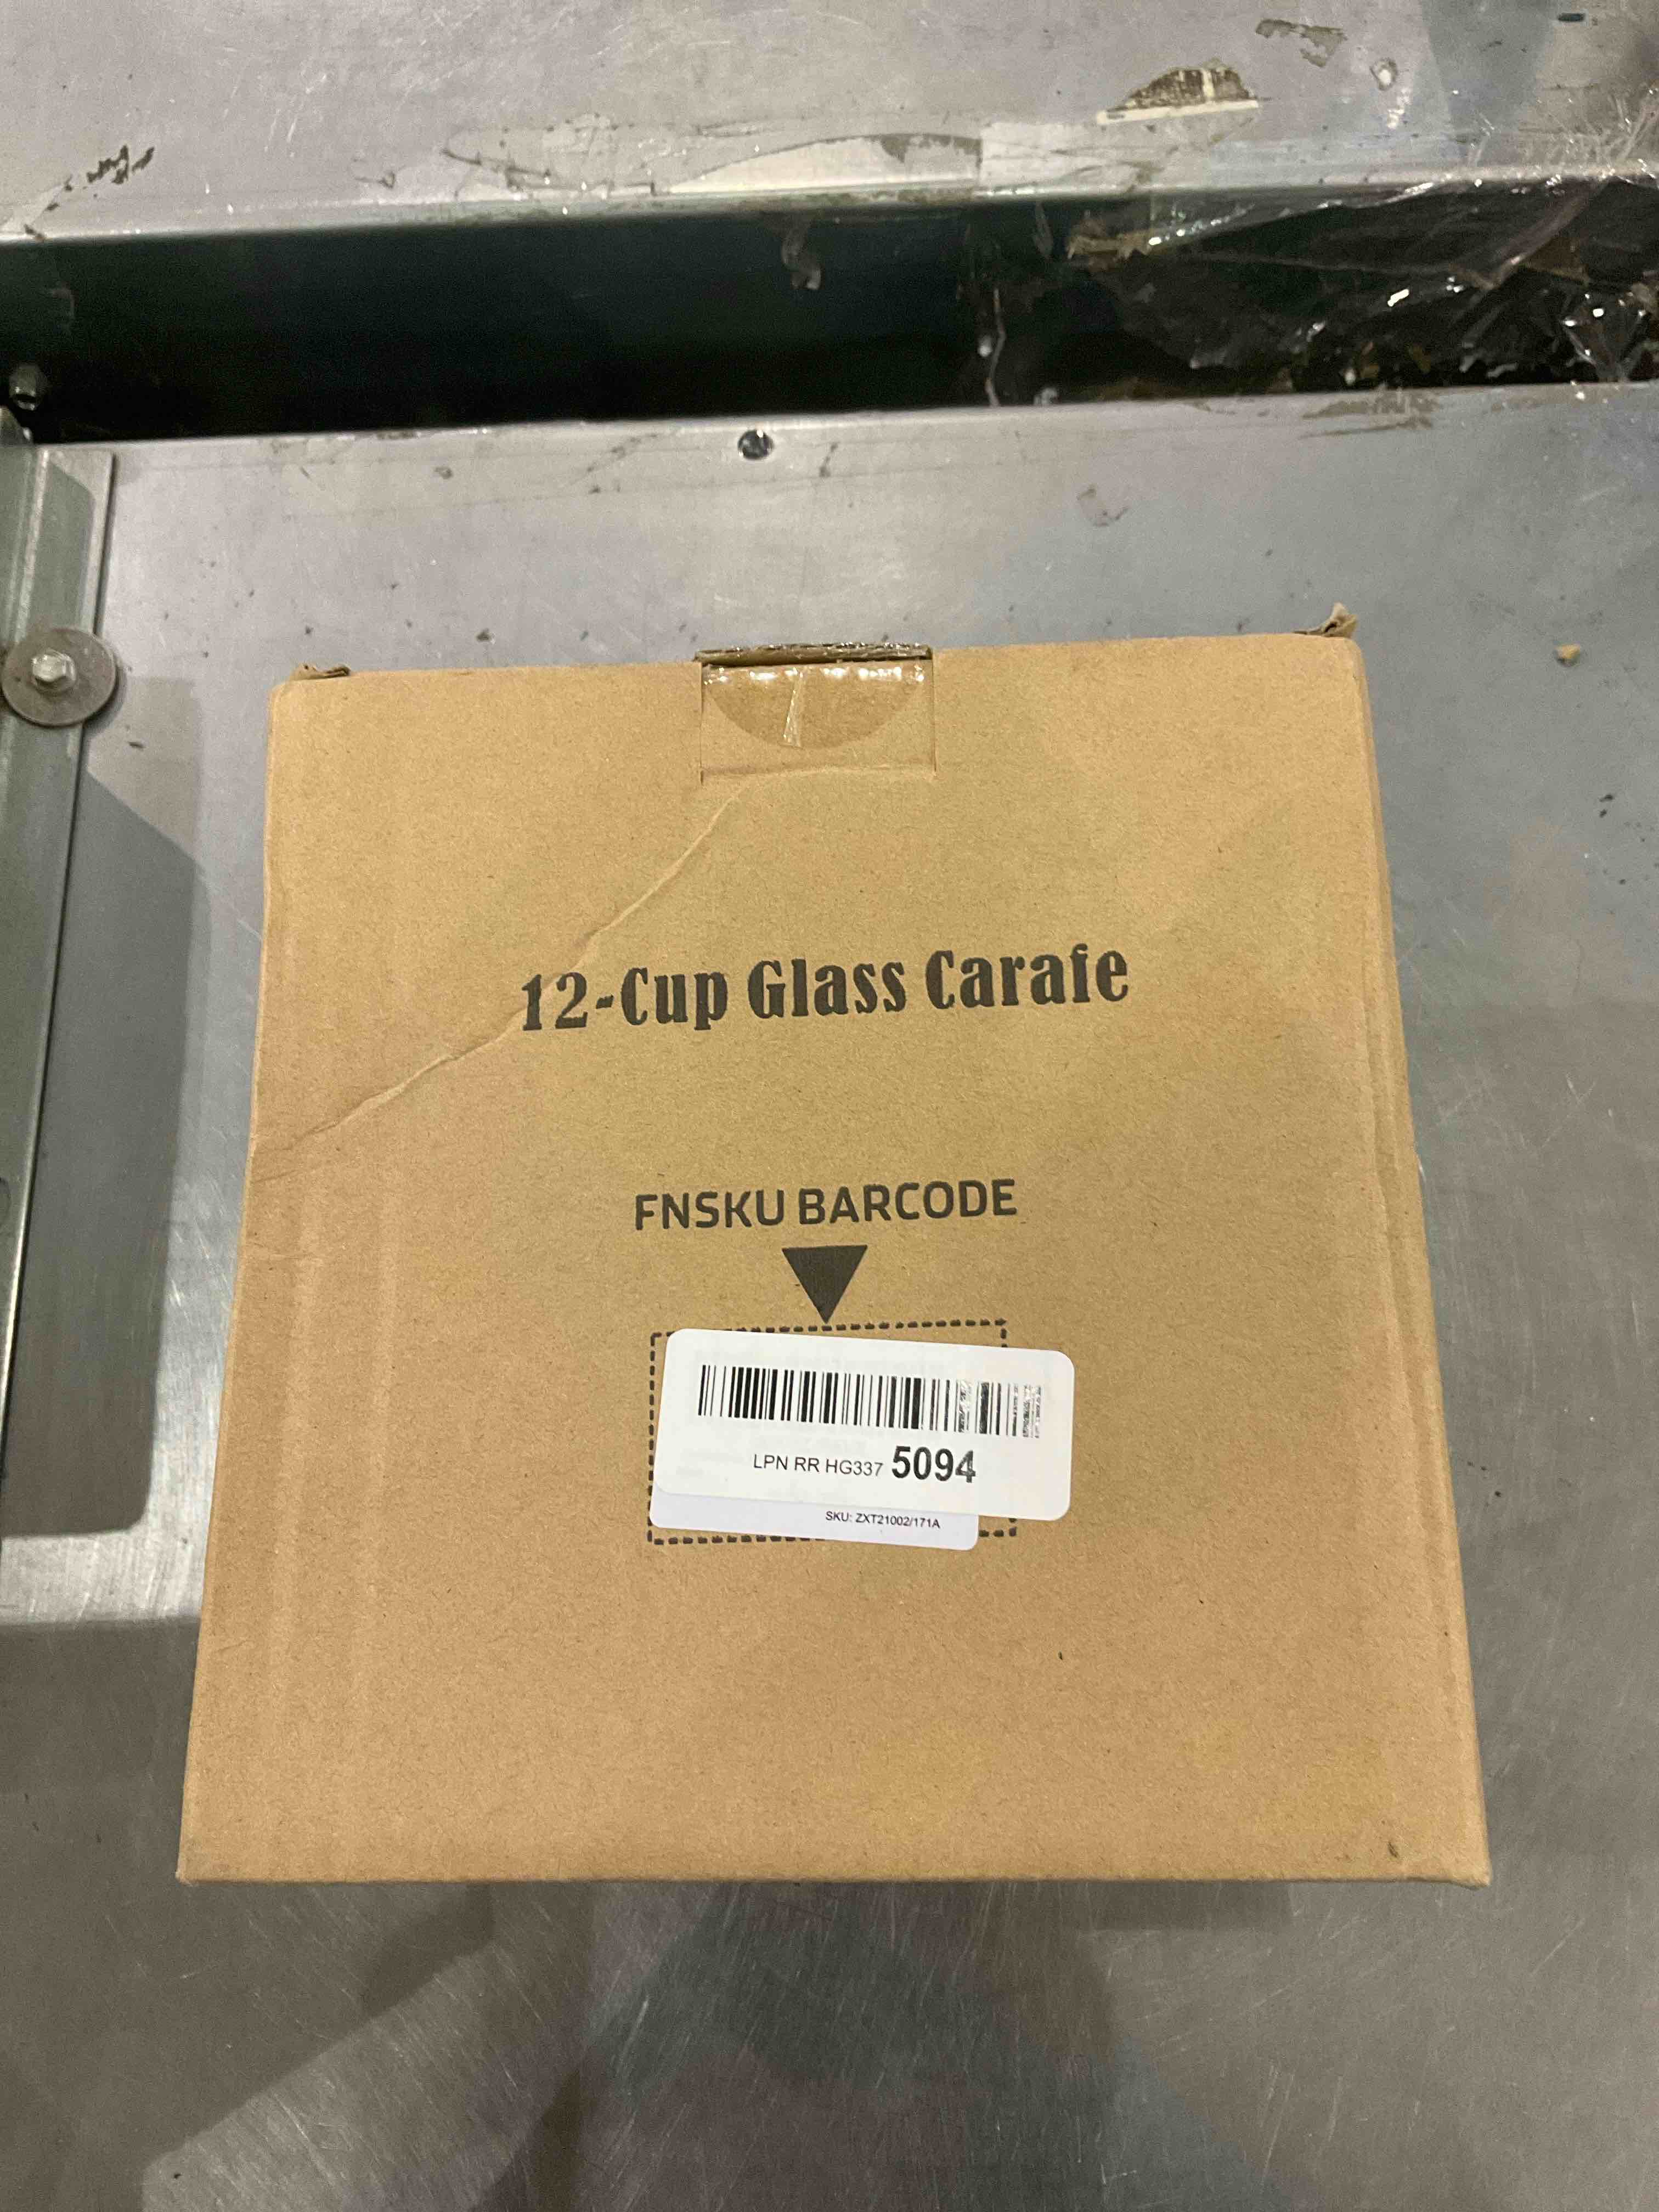 12-Cup Glass Carafe
FNSKU BARCODE
LPN RR HG337 5094
SKU: ZXT21002/171A